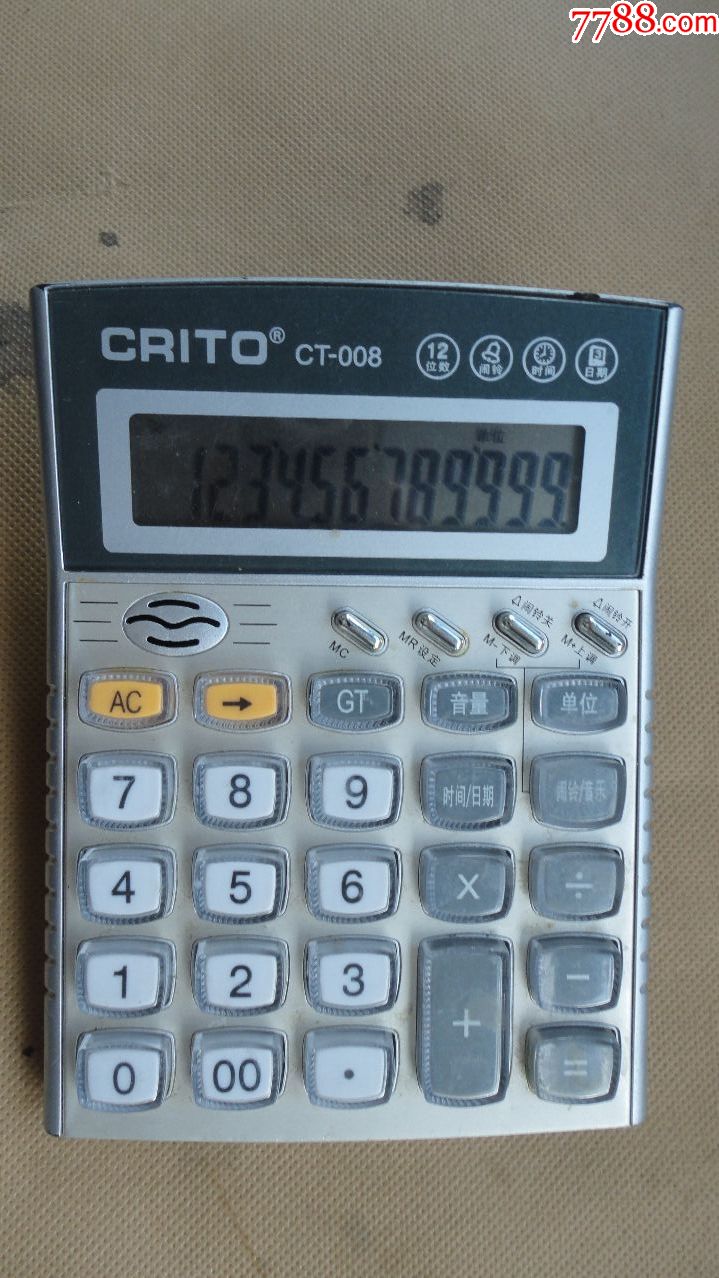 7788.com
CRITO® CT-008
12 位数 闹铃 时间 3 日期
单位
123456789999
△闹铃关 △闹铃开
MC MR 设定 M-下调 M+上调
AC → GT 音量 单位
7 8 9 时间/日期 闹铃/音乐
4 5 6 X ÷
1 2 3 + −
0 00 · =